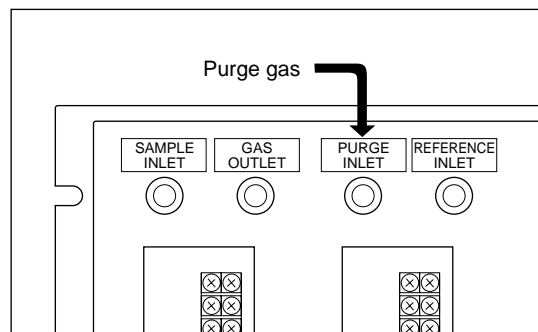 Purge gas
SAMPLE
INLET
GAS
OUTLET
PURGE
INLET
REFERENCE
INLET